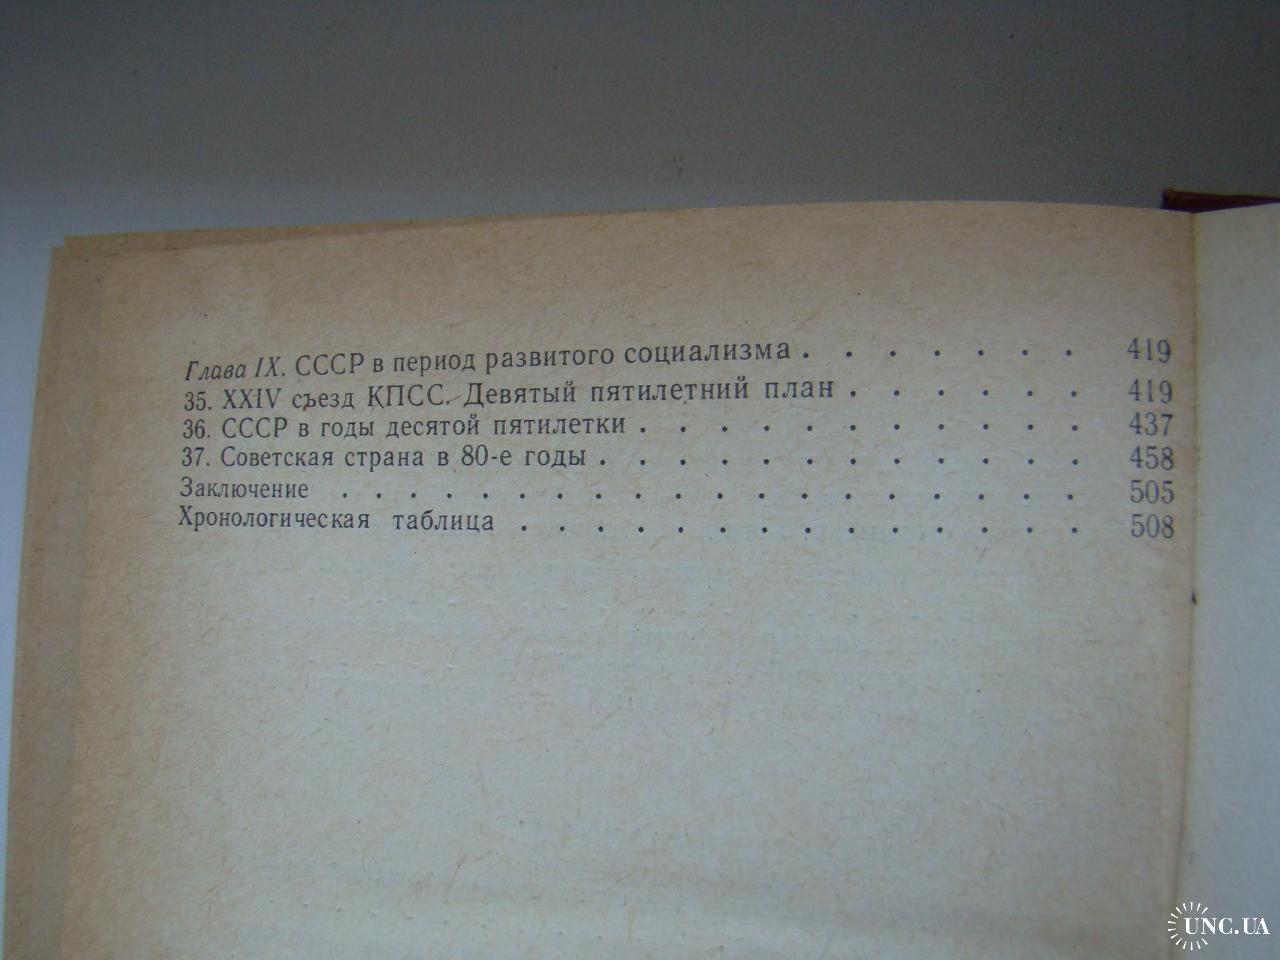 Глава IX. СССР в период развитого социализма . . . . . . . 419
35. XXIV съезд КПСС. Девятый пятилетний план . . . . . . 419
36. СССР в годы десятой пятилетки . . . . . . . . . . . 437
37. Советская страна в 80-е годы . . . . . . . . . . . . 458
Заключение . . . . . . . . . . . . . . . . . . . . 505
Хронологическая таблица . . . . . . . . . . . . . . . 508
UNC.UA